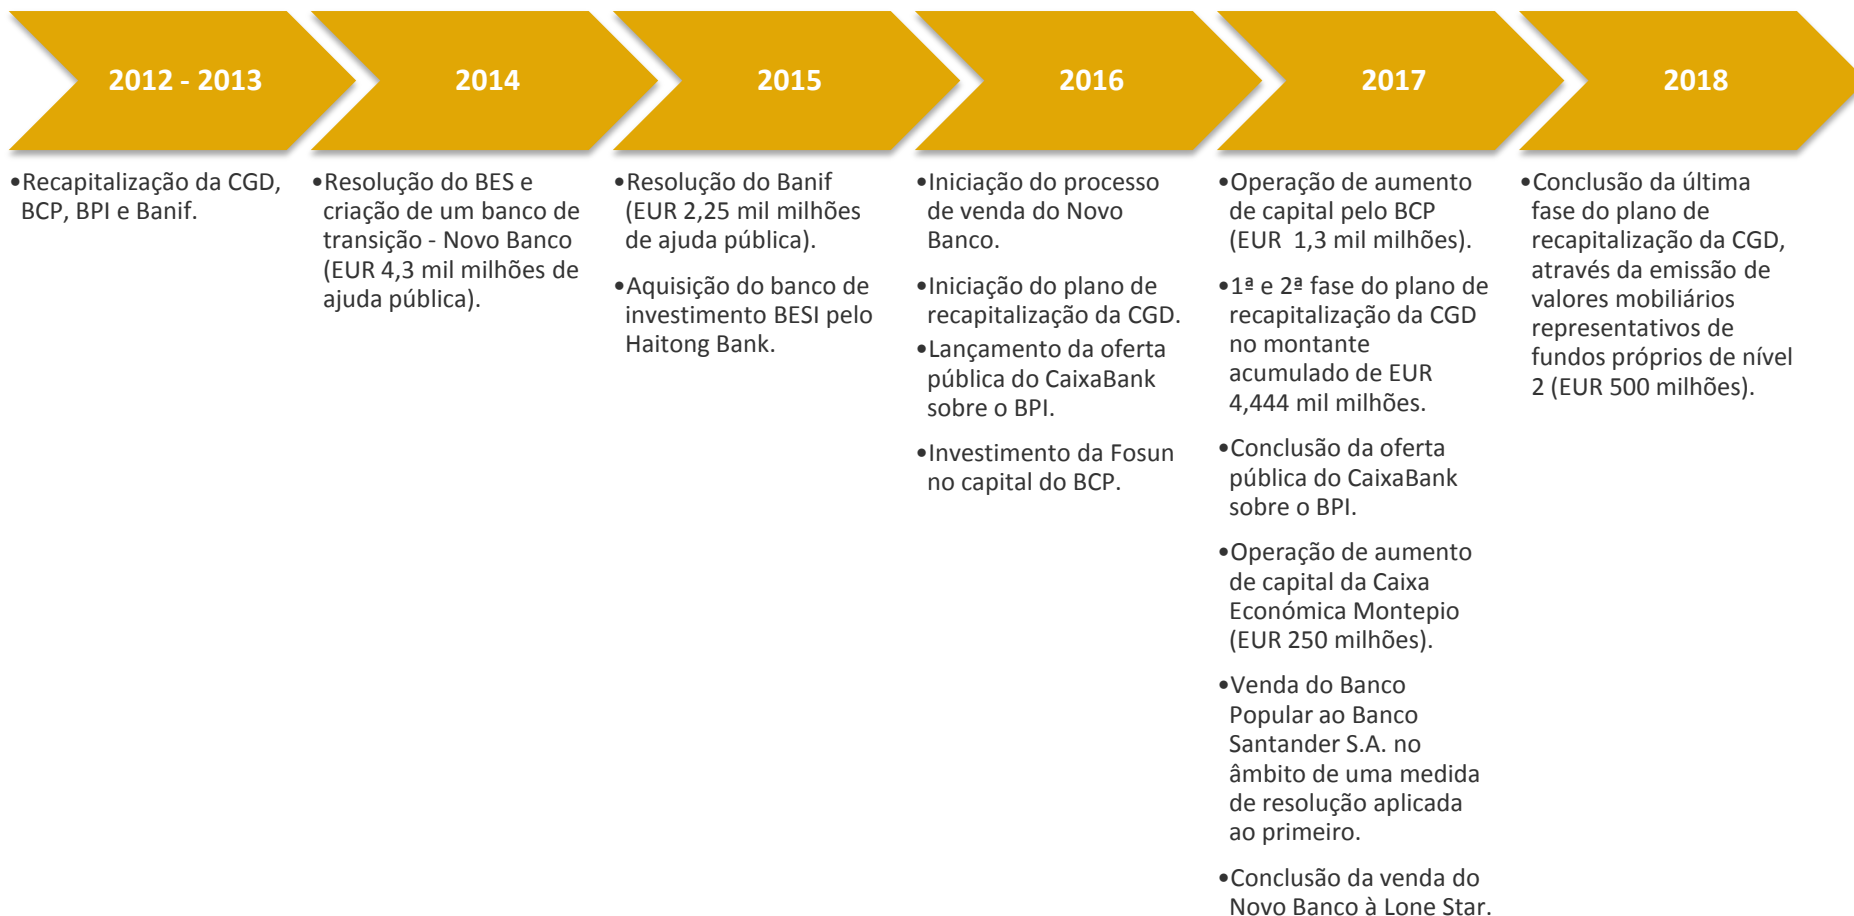 2012 - 2013
•Recapitalização da CGD,
BCP, BPI e Banif.
2014
•Resolução do BES e
criação de um banco de
transição - Novo Banco
(EUR 4,3 mil milhões de
ajuda pública).
2015
•Resolução do Banif
(EUR 2,25 mil milhões
de ajuda pública).
•Aquisição do banco de
investimento BESI pelo
Haitong Bank.
2016
•Iniciação do processo
de venda do Novo
Banco.
•Iniciação do plano de
recapitalização da CGD.
•Lançamento da oferta
pública do CaixaBank
sobre o BPI.
•Investimento da Fosun
no capital do BCP.
2017
•Operação de aumento
de capital pelo BCP
(EUR 1,3 mil milhões).
•1ª e 2ª fase do plano de
recapitalização da CGD
no montante
acumulado de EUR
4,444 mil milhões.
•Conclusão da oferta
pública do CaixaBank
sobre o BPI.
•Operação de aumento
de capital da Caixa
Económica Montepio
(EUR 250 milhões).
•Venda do Banco
Popular ao Banco
Santander S.A. no
âmbito de uma medida
de resolução aplicada
ao primeiro.
•Conclusão da venda do
Novo Banco à Lone Star.
2018
•Conclusão da última
fase do plano de
recapitalização da CGD,
através da emissão de
valores mobiliários
representativos de
fundos próprios de nível
2 (EUR 500 milhões).